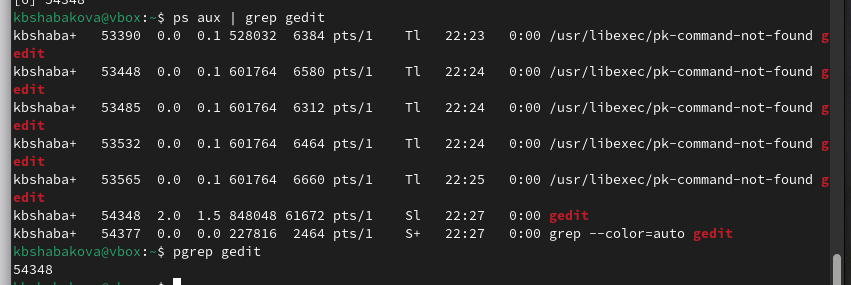 [6] 54348
kbshabakova@vbox:~$ ps aux | grep gedit
kbshaba+   53390  0.0  0.1 528032  6384 pts/1    Tl   22:23   0:00 /usr/libexec/pk-command-not-found g
edit
kbshaba+   53448  0.0  0.1 601764  6580 pts/1    Tl   22:24   0:00 /usr/libexec/pk-command-not-found g
edit
kbshaba+   53485  0.0  0.1 601764  6312 pts/1    Tl   22:24   0:00 /usr/libexec/pk-command-not-found g
edit
kbshaba+   53532  0.0  0.1 601764  6464 pts/1    Tl   22:24   0:00 /usr/libexec/pk-command-not-found g
edit
kbshaba+   53565  0.0  0.1 601764  6660 pts/1    Tl   22:25   0:00 /usr/libexec/pk-command-not-found g
edit
kbshaba+   54348  2.0  1.5 848048 61672 pts/1    Sl   22:27   0:00 gedit
kbshaba+   54377  0.0  0.0 227816  2464 pts/1    S+   22:27   0:00 grep --color=auto gedit
kbshabakova@vbox:~$ pgrep gedit
54348